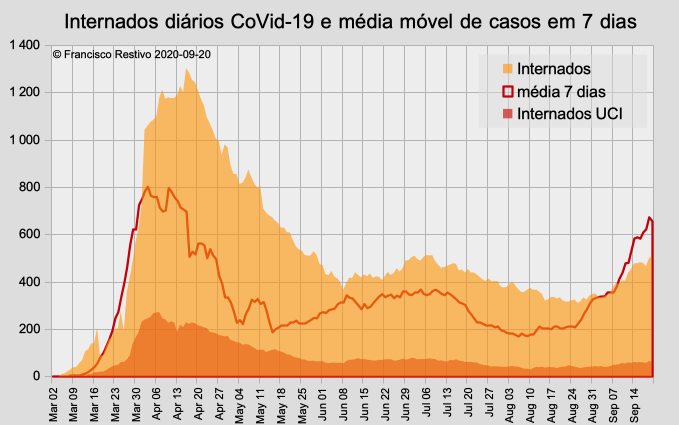 Internados diários CoVid-19 e média móvel de casos em 7 dias
© Francisco Restivo 2020-09-20
Internados
média 7 dias
Internados UCI
1 400
1 200
1 000
800
600
400
200
0
Mar 02
Mar 09
Mar 16
Mar 23
Mar 30
Apr 06
Apr 13
Apr 20
Apr 27
May 04
May 11
May 18
May 25
Jun 01
Jun 08
Jun 15
Jun 22
Jun 29
Jul 06
Jul 13
Jul 20
Jul 27
Aug 03
Aug 10
Aug 17
Aug 24
Aug 31
Sep 07
Sep 14